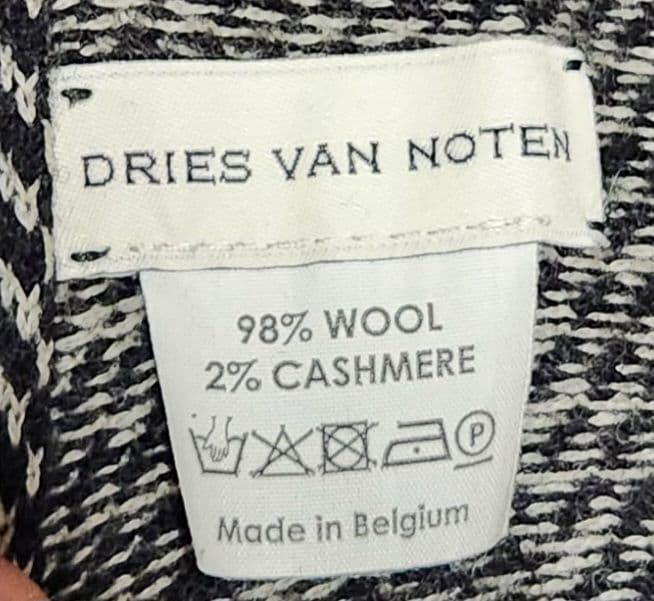 DRIES VAN NOTEN
98% WOOL
2% CASHMERE
P
Made in Belgium